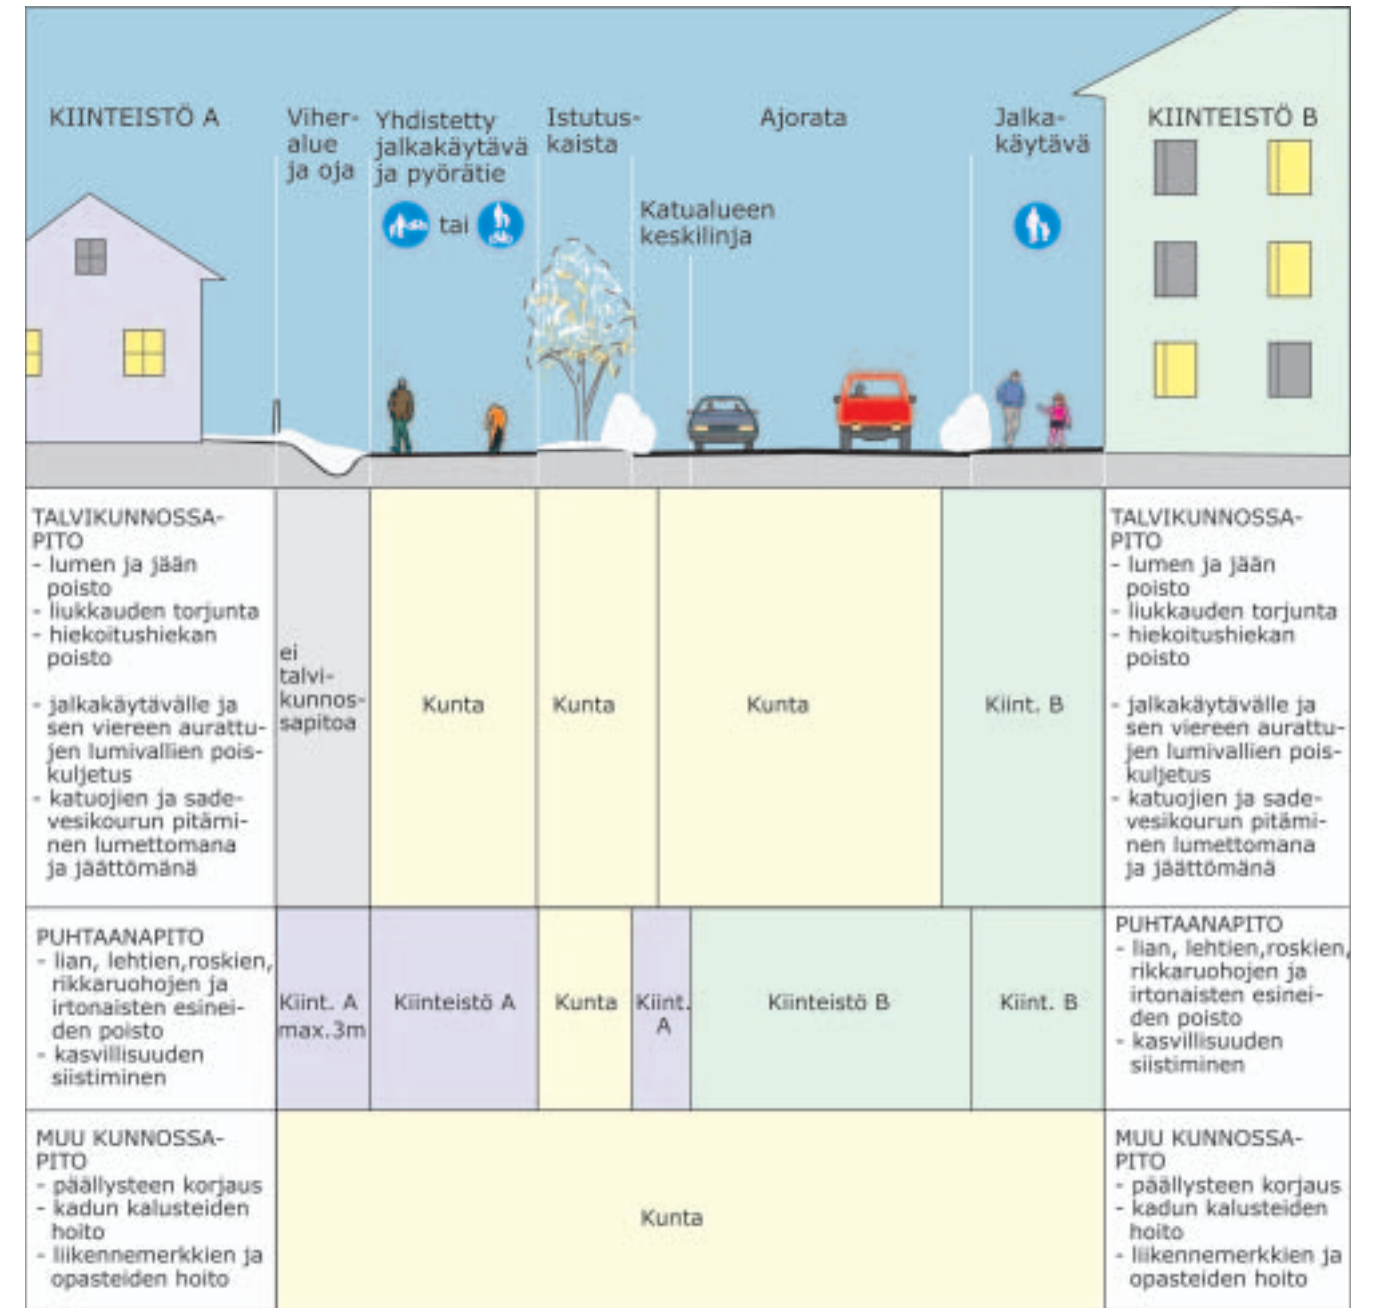 KIINTEISTÖ A
Viher-
alue
ja oja
Yhdistetty
jalkakäytävä
ja pyörätie
tai
Istutus-
kaista
Katualueen
keskilinja
Ajorata
Jalka-
käytävä
KIINTEISTÖ B
TALVIKUNNOSSA-
PITO
- lumen ja jään
poisto
- liukkauden torjunta
- hiekoitushiekan
poisto
- jalkakäytävälle ja
sen viereen aurattu-
jen lumivallien pois-
kuljetus
- katuojien ja sade-
vesikourun pitämi-
nen lumettomana
ja jäättömänä
ei
talvi-
kunnos-
sapitoa
Kunta
Kunta
Kunta
Kiint. B
TALVIKUNNOSSA-
PITO
- lumen ja jään
poisto
- liukkauden torjunta
- hiekoitushiekan
poisto
- jalkakäytävälle ja
sen viereen aurattu-
jen lumivallien pois-
kuljetus
- katuojien ja sade-
vesikourun pitämi-
nen lumettomana
ja jäättömänä
PUHTAANAPITO
- lian, lehtien,roskien,
rikkaruohojen ja
irtonaisten esinei-
den poisto
- kasvillisuuden
siistiminen
Kiint. A
max.3m
Kiinteistö A
Kunta
Kiint.
A
Kiinteistö B
Kiint. B
PUHTAANAPITO
- lian, lehtien,roskien,
rikkaruohojen ja
irtonaisten esinei-
den poisto
- kasvillisuuden
siistiminen
MUU KUNNOSSA-
PITO
- päällysteen korjaus
- kadun kalusteiden
hoito
- liikennemerkkien ja
opasteiden hoito
Kunta
MUU KUNNOSSA-
PITO
- päällysteen korjaus
- kadun kalusteiden
hoito
- liikennemerkkien ja
opasteiden hoito